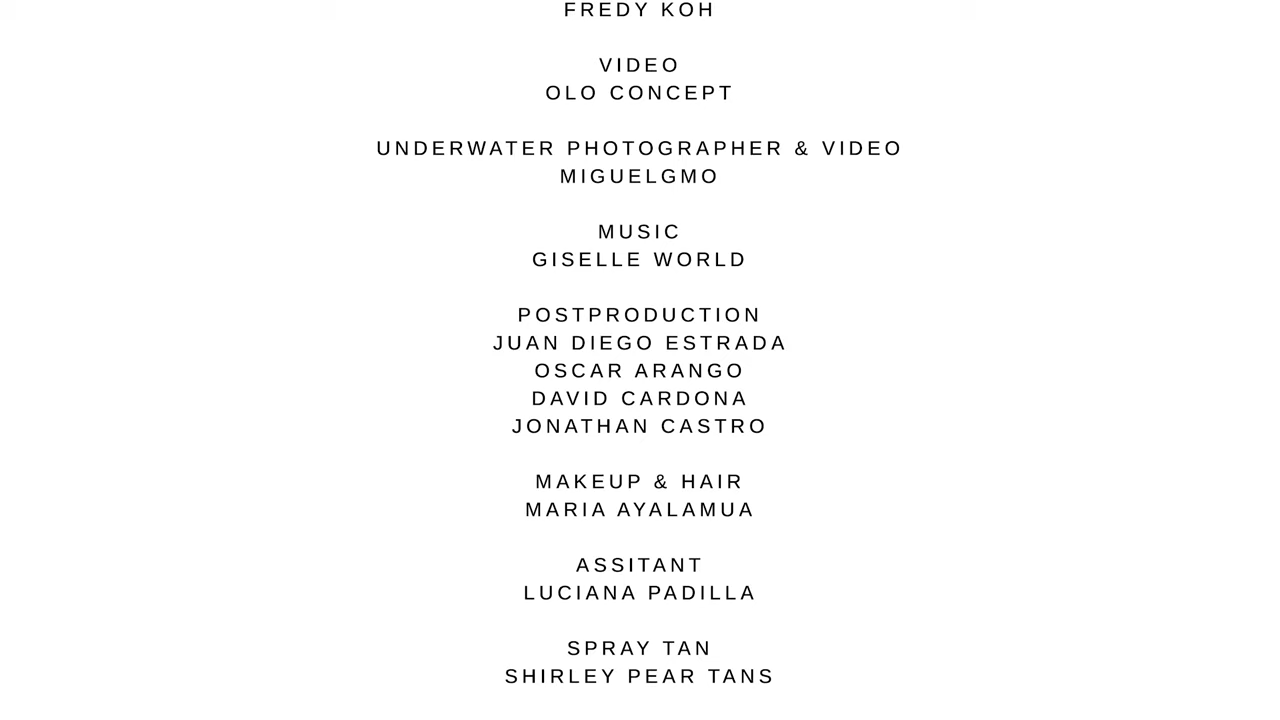 FREDY KOH
VIDEO
OLO CONCEPT
UNDERWATER PHOTOGRAPHER & VIDEO
MIGUELGMO
MUSIC
GISELLE WORLD
POSTPRODUCTION
JUAN DIEGO ESTRADA
OSCAR ARANGO
DAVID CARDONA
JONATHAN CASTRO
MAKEUP & HAIR
MARIA AYALAMUA
ASSITANT
LUCIANA PADILLA
SPRAY TAN
SHIRLEY PEAR TANS